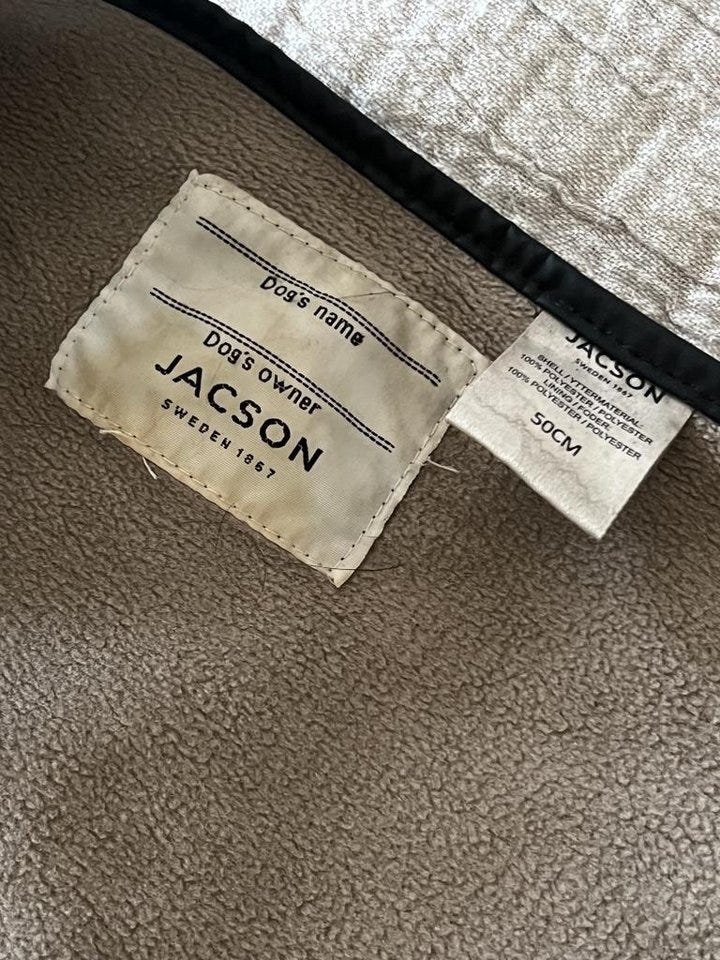 Dog's name
Dog's owner
JACSON
SWEDEN 1867
JACSON
SWEDEN 1867
SHELL / YTTERMATERIAL:
100% POLYESTER / POLYESTER
LINING / FODER:
100% POLYESTER / POLYESTER
50CM